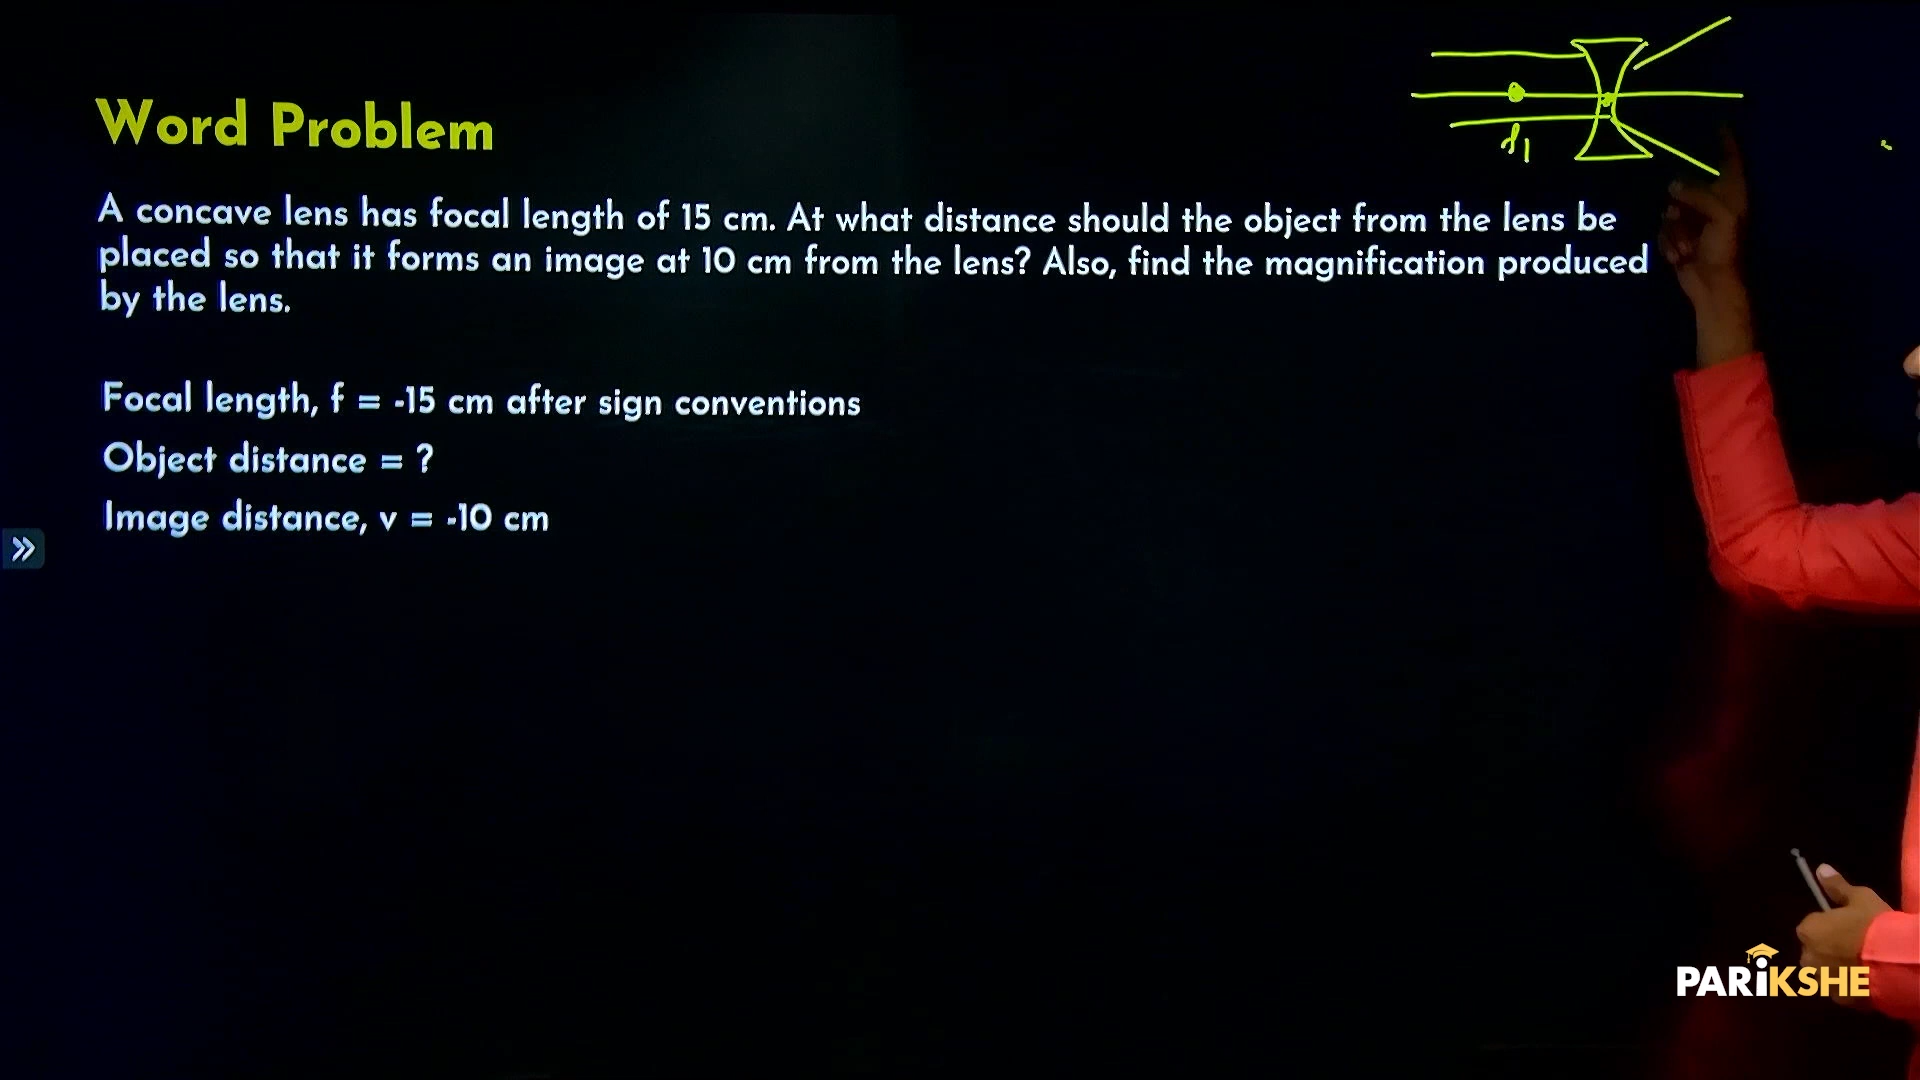 Word Problem
A concave lens has focal length of 15 cm. At what distance should the object from the lens be
placed so that it forms an image at 10 cm from the lens? Also, find the magnification produced
by the lens.
Focal length, f = -15 cm after sign conventions
Object distance = ?
Image distance, v = -10 cm
PARiKSHE